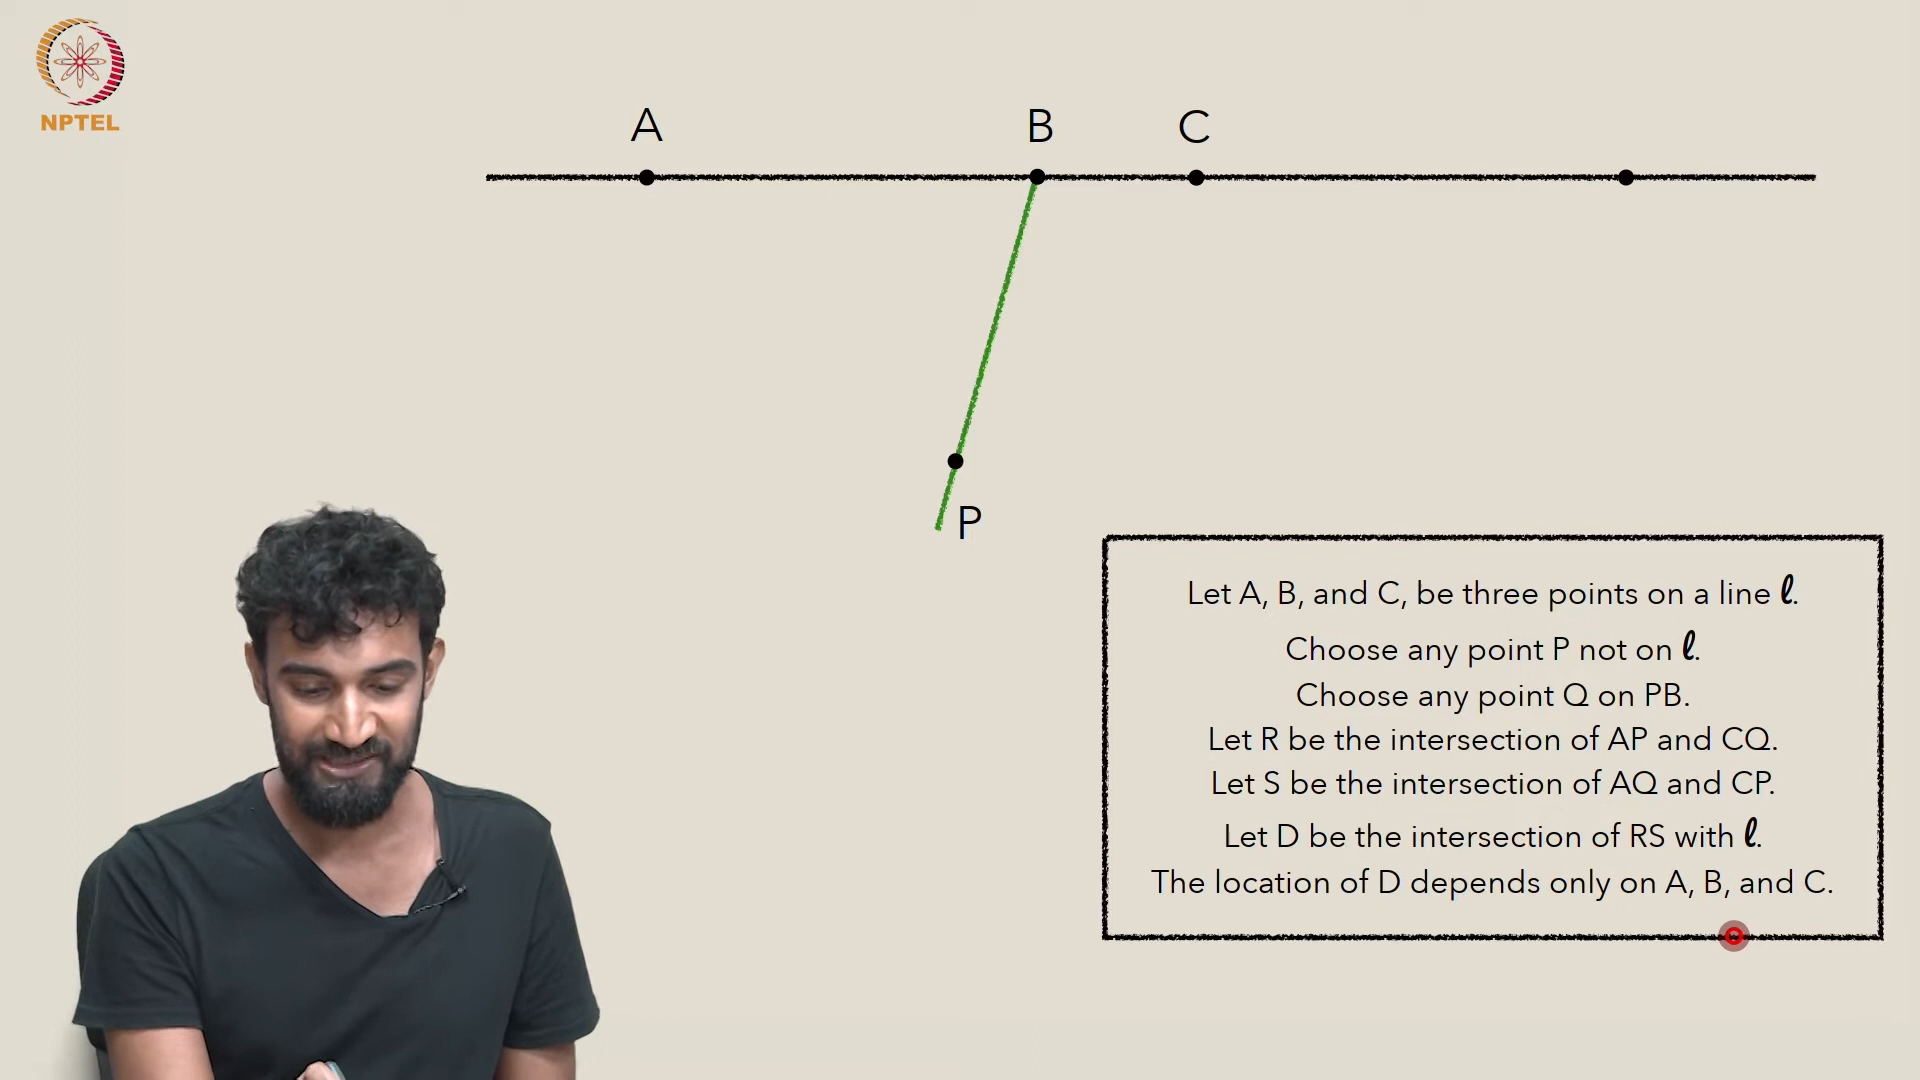 NPTEL
A
B
C
P
Let A, B, and C, be three points on a line ℓ.
Choose any point P not on ℓ.
Choose any point Q on PB.
Let R be the intersection of AP and CQ.
Let S be the intersection of AQ and CP.
Let D be the intersection of RS with ℓ.
The location of D depends only on A, B, and C.